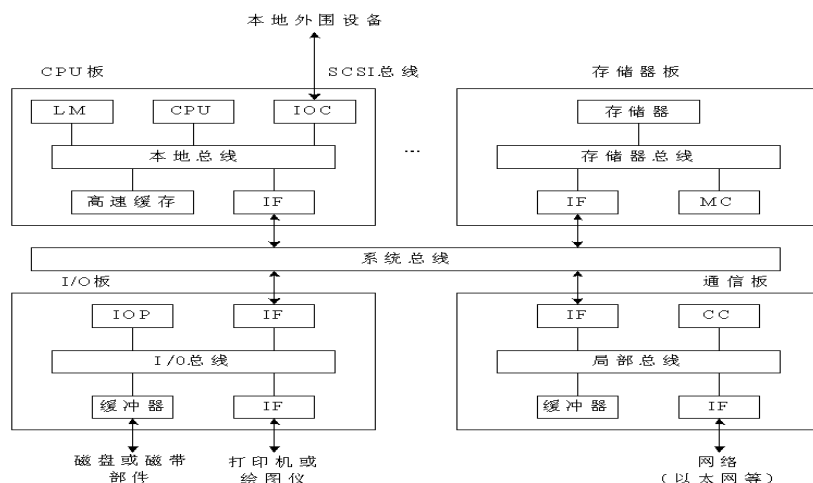 本地外围设备
CPU板
SCSI总线
存储器板
LM
CPU
IOC
存储器
本地总线
...
存储器总线
高速缓存
IF
IF
MC
系统总线
I/O板
通信板
IOP
IF
IF
CC
I/O总线
局部总线
缓冲器
IF
缓冲器
IF
磁盘或磁带
部件
打印机或
绘图仪
网络
(以太网等)